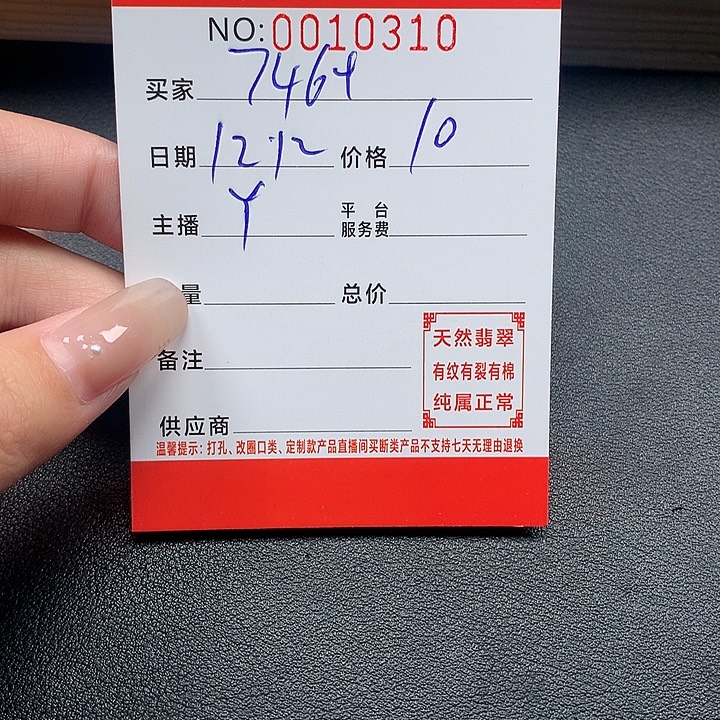 NO:0010310
买家 7464
日期 12.12 价格 10
主播 Y 平台服务费
量 总价
备注
供应商
天然翡翠
有纹有裂有棉
纯属正常
温馨提示：打孔、改圈口类、定制款产品直播间买断类产品不支持七天无理由退换